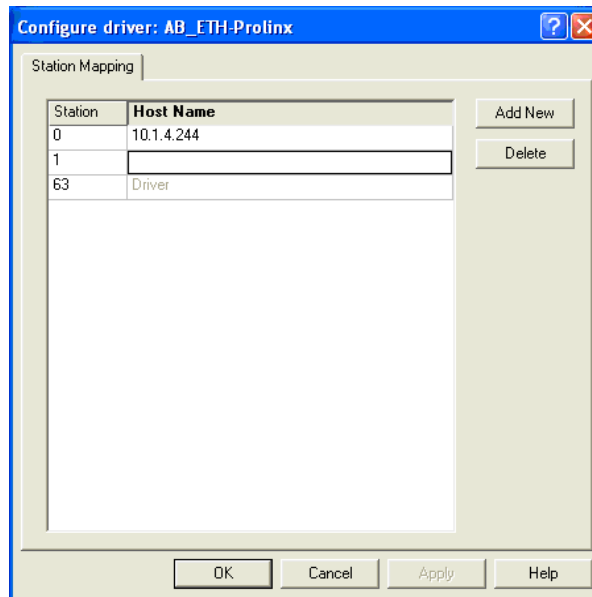 Configure driver: AB_ETH-Prolinx
Station Mapping
Station Host Name
0 10.1.4.244
1
63 Driver
Add New
Delete
OK Cancel Apply Help